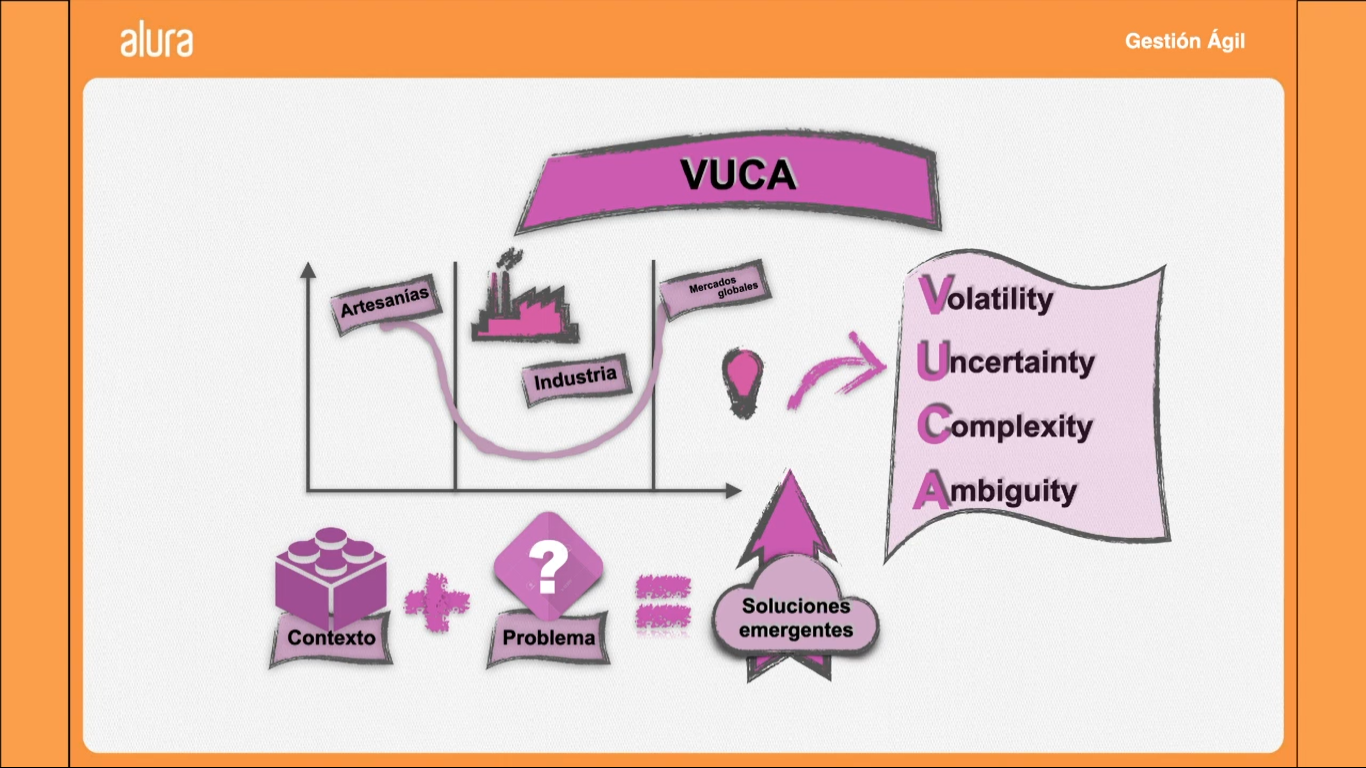 alura
Gestión Ágil
VUCA
Artesanías
Industria
Mercados
globales
Volatility
Uncertainty
Complexity
Ambiguity
?
Contexto
Problema
Soluciones
emergentes